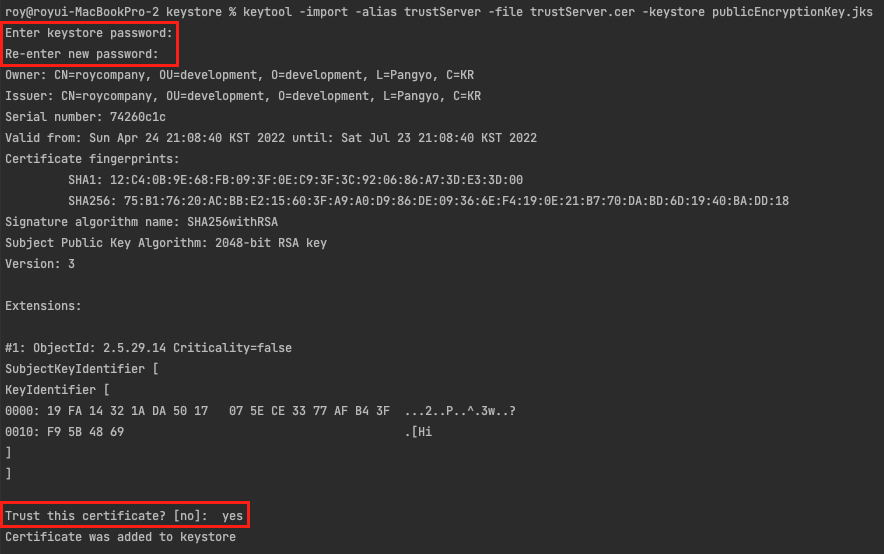 roy@royui-MacBookPro-2 keystore % keytool -import -alias trustServer -file trustServer.cer -keystore publicEncryptionKey.jks
Enter keystore password:
Re-enter new password:
Owner: CN=roycompany, OU=development, O=development, L=Pangyo, C=KR
Issuer: CN=roycompany, OU=development, O=development, L=Pangyo, C=KR
Serial number: 74260c1c
Valid from: Sun Apr 24 21:08:40 KST 2022 until: Sat Jul 23 21:08:40 KST 2022
Certificate fingerprints:
SHA1: 12:C4:0B:9E:68:FB:09:3F:0E:C9:3F:3C:92:06:86:A7:3D:E3:3D:00
SHA256: 75:B1:76:20:AC:BB:E2:15:60:3F:A9:A0:D9:86:DE:09:36:6E:F4:19:0E:21:B7:70:DA:BD:6D:19:40:BA:DD:18
Signature algorithm name: SHA256withRSA
Subject Public Key Algorithm: 2048-bit RSA key
Version: 3
Extensions:
#1: ObjectId: 2.5.29.14 Criticality=false
SubjectKeyIdentifier [
KeyIdentifier [
0000: 19 FA 14 32 1A DA 50 17   07 5E CE 33 77 AF B4 3F  ...2..P..^.3w..?
0010: F9 5B 48 69                                        .[Hi
]
]
Trust this certificate? [no]:  yes
Certificate was added to keystore